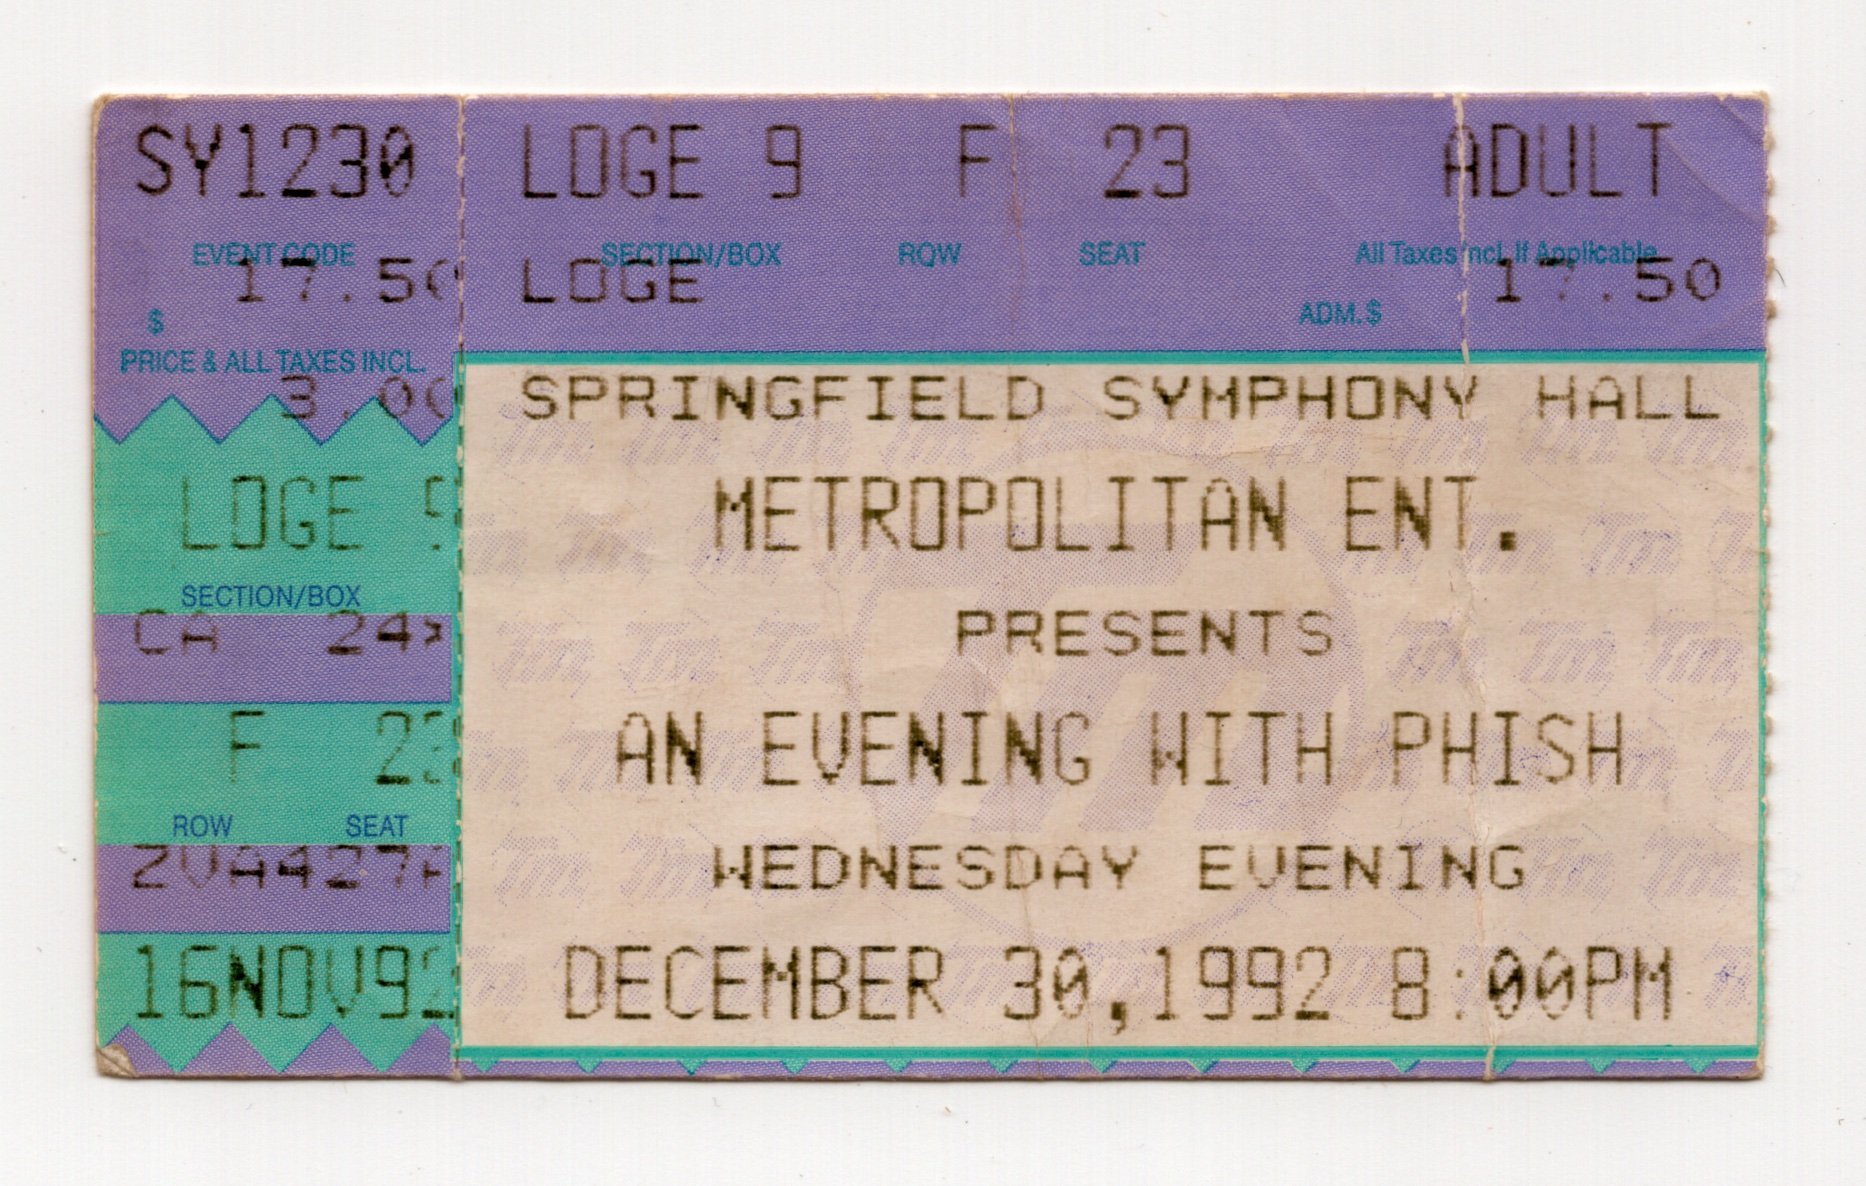 SY1230 LOGE 9 F 23 ADULT
EVENT CODE SECTION/BOX ROW SEAT All Taxes Incl. If Applicable
17.50 LOGE 17.50
$ ADM. $
PRICE & ALL TAXES INCL.
3.00
SPRINGFIELD SYMPHONY HALL
LOGE 9
METROPOLITAN ENT.
SECTION/BOX
CA 24×
PRESENTS
F 23
AN EVENING WITH PHISH
ROW SEAT
WEDNESDAY EVENING
16NOV92
DECEMBER 30,1992 8:00PM